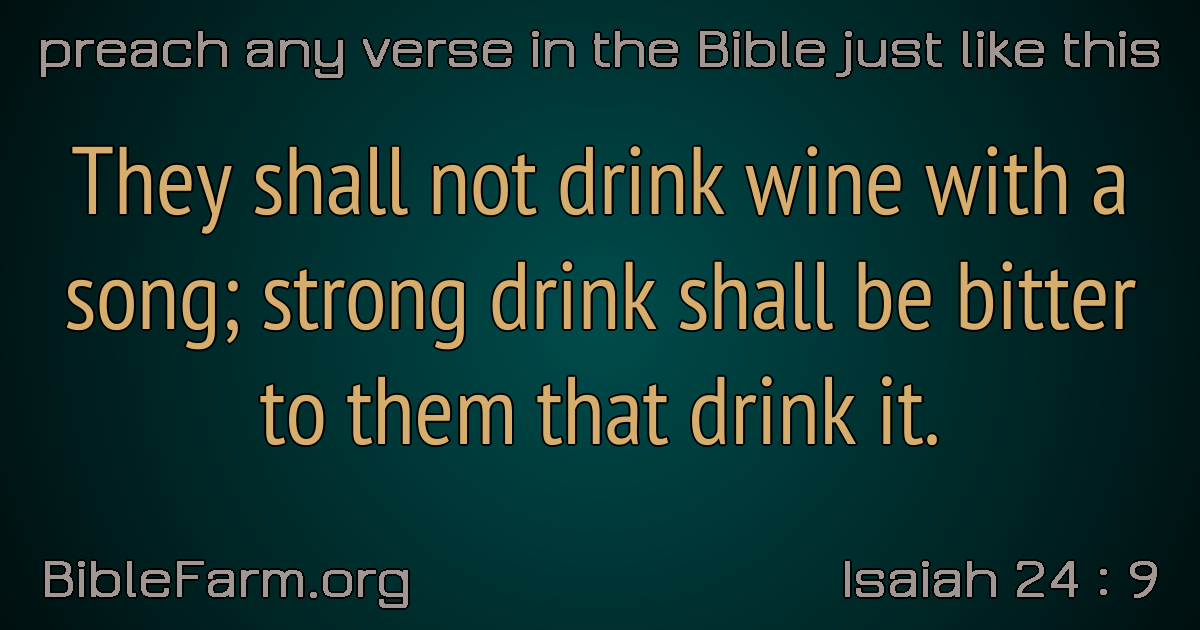 preach any verse in the Bible just like this
They shall not drink wine with a
song; strong drink shall be bitter
to them that drink it.
BibleFarm.org
Isaiah 24 : 9